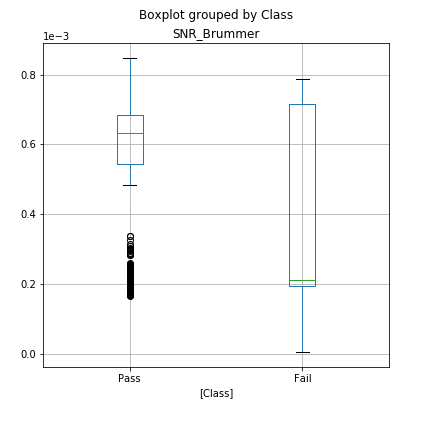 Boxplot grouped by Class
SNR_Brummer
1e−3
0.8
0.6
0.4
0.2
0.0
Pass Fail
[Class]